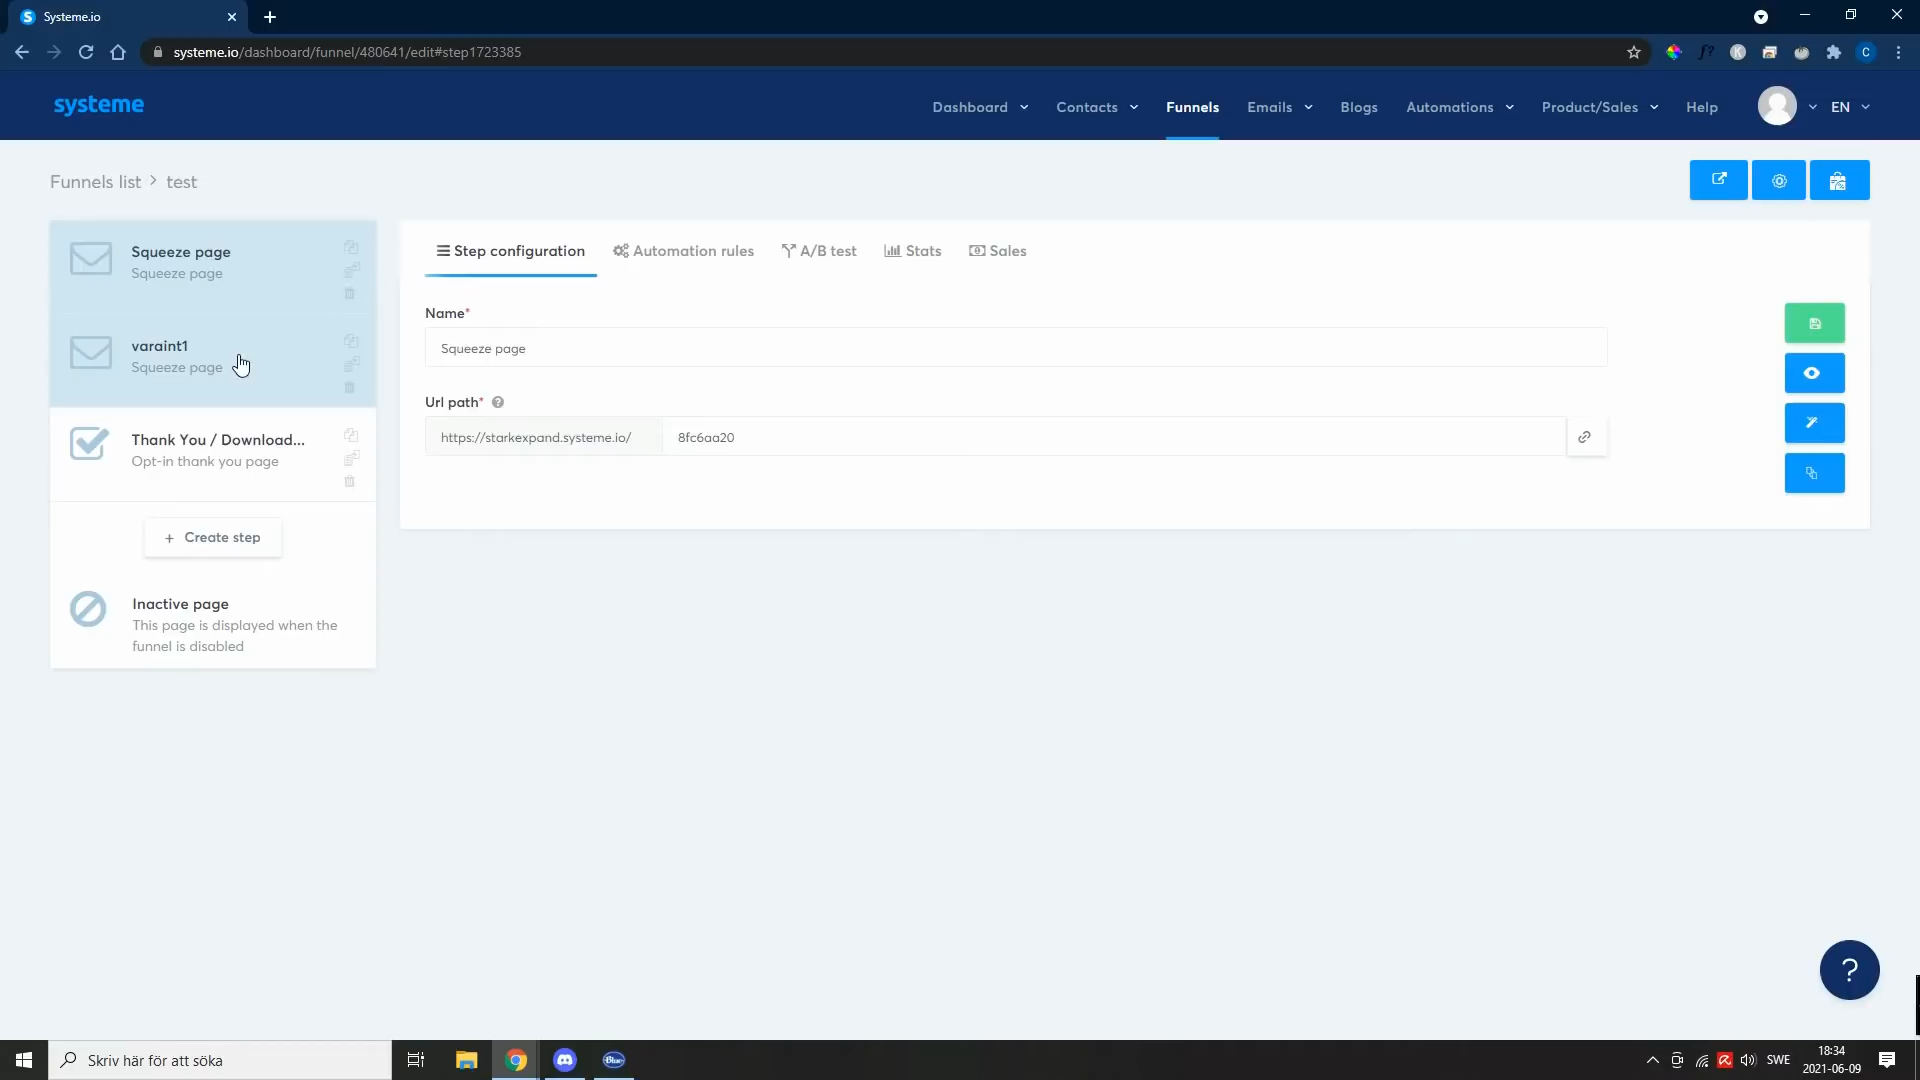 Systeme.io
systeme.io/dashboard/funnel/480641/edit#step1723385
systeme
Dashboard
Contacts
Funnels
Emails
Blogs
Automations
Product/Sales
Help
EN
Funnels list > test
Squeeze page
Squeeze page
varaint1
Squeeze page
Thank You / Download...
Opt-in thank you page
+ Create step
Inactive page
This page is displayed when the
funnel is disabled
Step configuration
Automation rules
A/B test
Stats
Sales
Name*
Squeeze page
Url path* ?
https://starkexpand.systeme.io/
8fc6aa20
?
Skriv här för att söka
Blue
SWE
18:34
2021-06-09